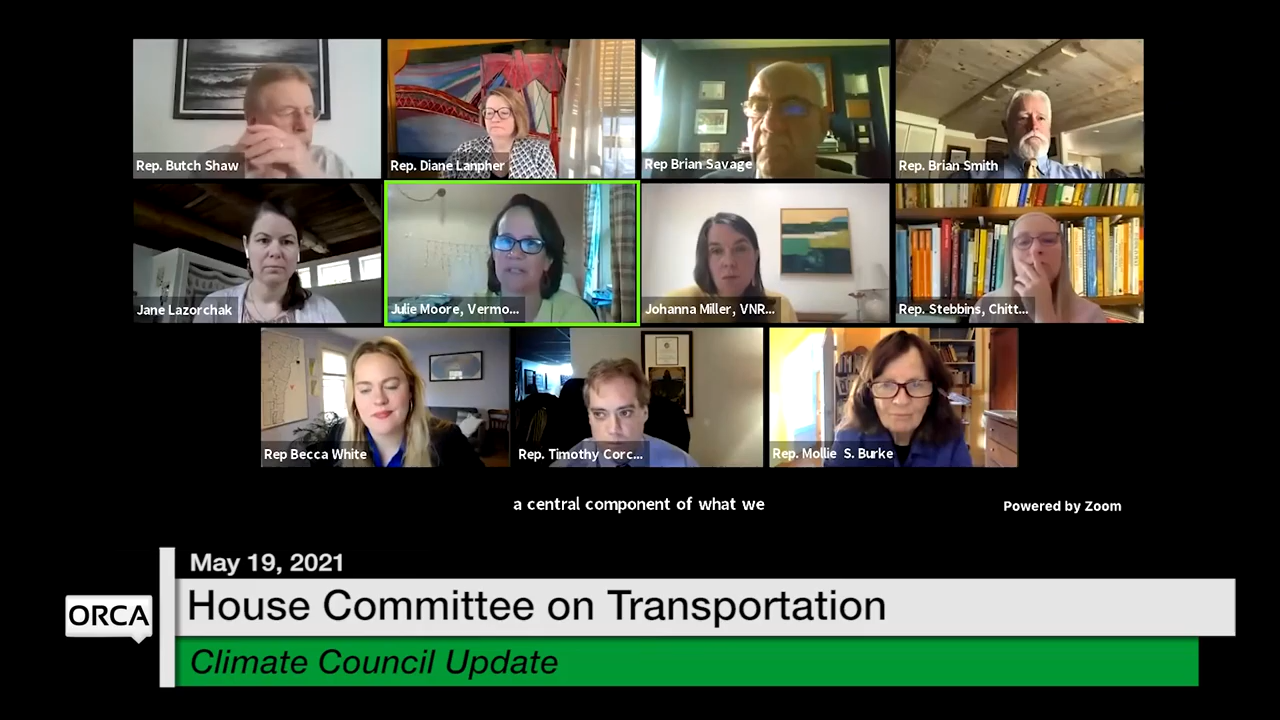 Rep. Butch Shaw
Rep. Diane Lanpher
Rep Brian Savage
Rep. Brian Smith
Jane Lazorchak
Julie Moore, Vermo...
Johanna Miller, VNR...
Rep. Stebbins, Chitt...
Rep Becca White
Rep. Timothy Corc...
Rep. Mollie S. Burke
a central component of what we
Powered by Zoom
May 19, 2021
House Committee on Transportation
ORCA
Climate Council Update